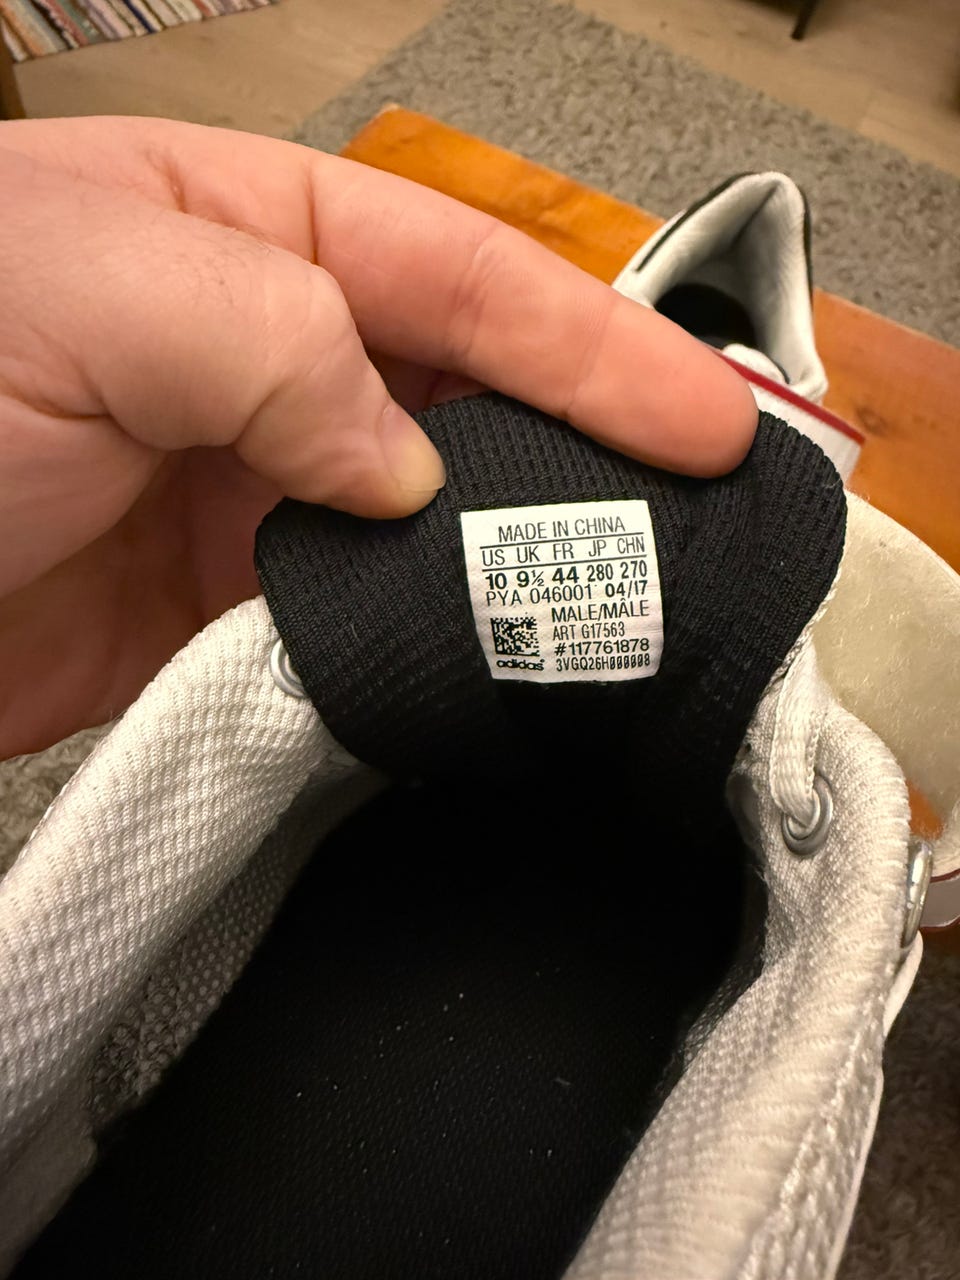 MADE IN CHINA
US UK FR JP CHN
10 9½ 44 280 270
PYA 046001 04/17
MALE/MÂLE
ART G17563
#117761878
adidas 3VGQ26H000008